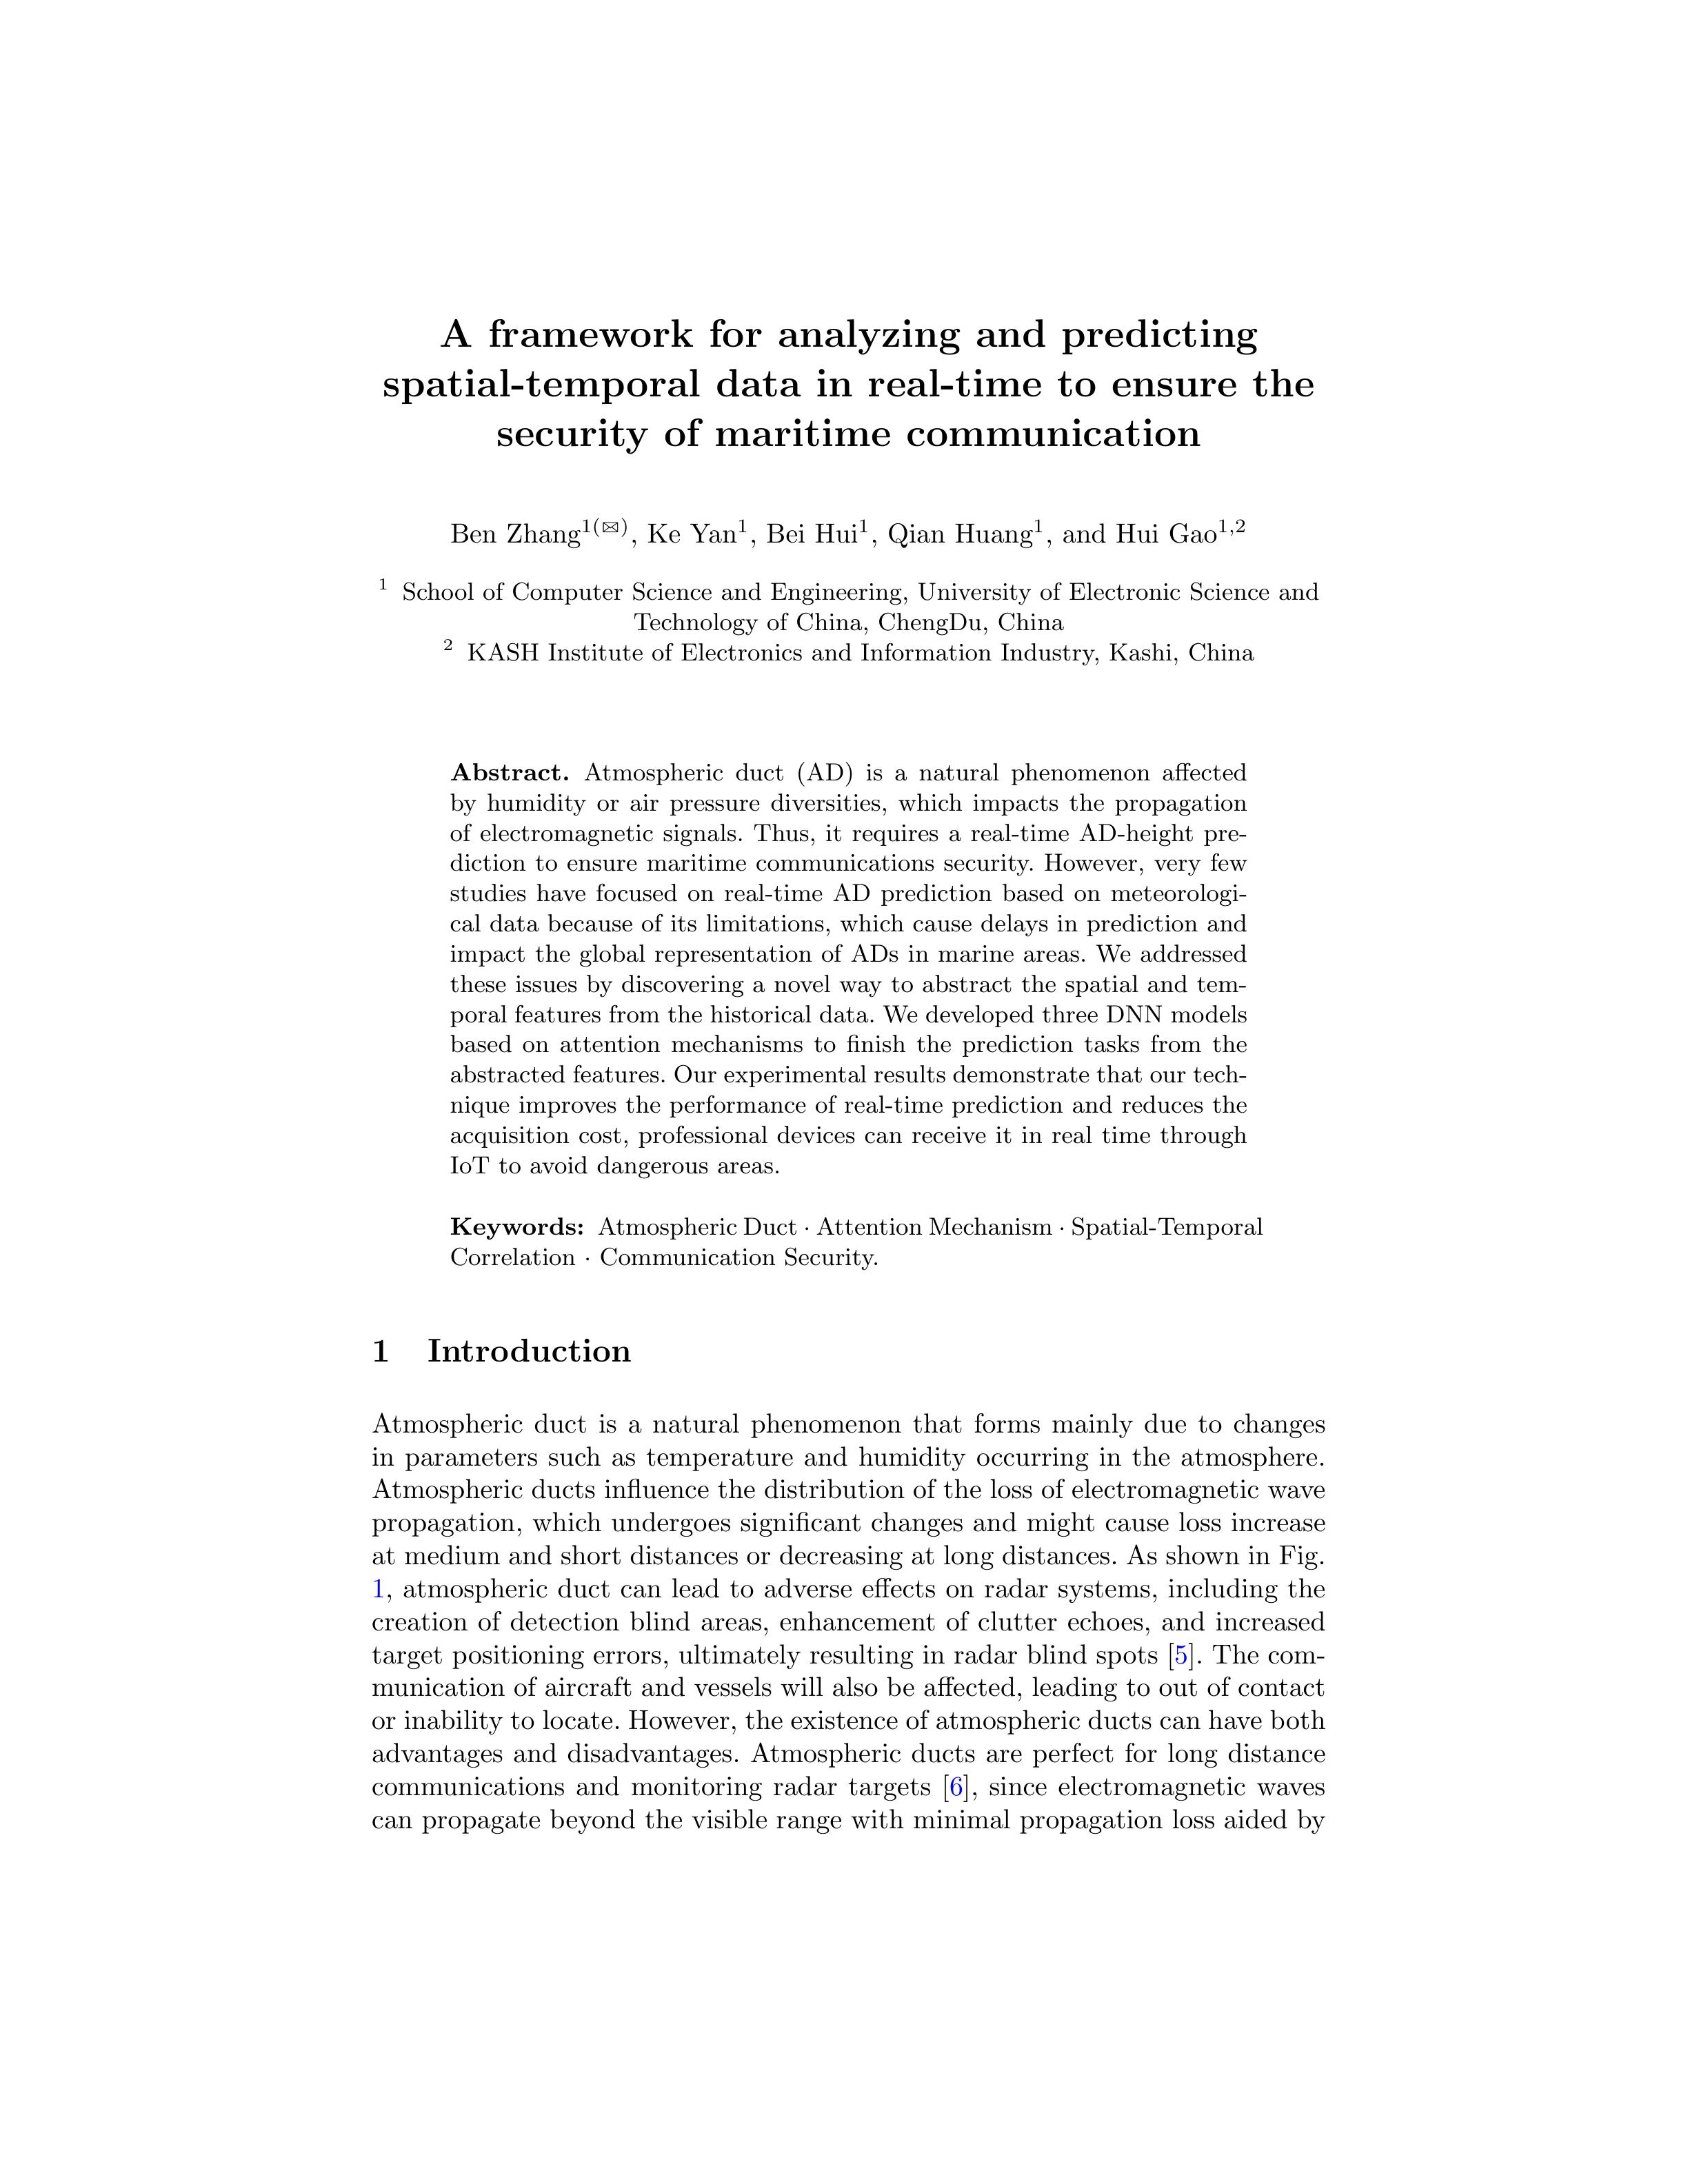 A framework for analyzing and predicting
spatial-temporal data in real-time to ensure the
security of maritime communication
Ben Zhang1(✉), Ke Yan1, Bei Hui1, Qian Huang1, and Hui Gao1,2
1 School of Computer Science and Engineering, University of Electronic Science and
Technology of China, ChengDu, China
2 KASH Institute of Electronics and Information Industry, Kashi, China
Abstract. Atmospheric duct (AD) is a natural phenomenon affected
by humidity or air pressure diversities, which impacts the propagation
of electromagnetic signals. Thus, it requires a real-time AD-height pre-
diction to ensure maritime communications security. However, very few
studies have focused on real-time AD prediction based on meteorologi-
cal data because of its limitations, which cause delays in prediction and
impact the global representation of ADs in marine areas. We addressed
these issues by discovering a novel way to abstract the spatial and tem-
poral features from the historical data. We developed three DNN models
based on attention mechanisms to finish the prediction tasks from the
abstracted features. Our experimental results demonstrate that our tech-
nique improves the performance of real-time prediction and reduces the
acquisition cost, professional devices can receive it in real time through
IoT to avoid dangerous areas.
Keywords: Atmospheric Duct · Attention Mechanism · Spatial-Temporal
Correlation · Communication Security.
1 Introduction
Atmospheric duct is a natural phenomenon that forms mainly due to changes
in parameters such as temperature and humidity occurring in the atmosphere.
Atmospheric ducts influence the distribution of the loss of electromagnetic wave
propagation, which undergoes significant changes and might cause loss increase
at medium and short distances or decreasing at long distances. As shown in Fig.
1, atmospheric duct can lead to adverse effects on radar systems, including the
creation of detection blind areas, enhancement of clutter echoes, and increased
target positioning errors, ultimately resulting in radar blind spots [5]. The com-
munication of aircraft and vessels will also be affected, leading to out of contact
or inability to locate. However, the existence of atmospheric ducts can have both
advantages and disadvantages. Atmospheric ducts are perfect for long distance
communications and monitoring radar targets [6], since electromagnetic waves
can propagate beyond the visible range with minimal propagation loss aided by